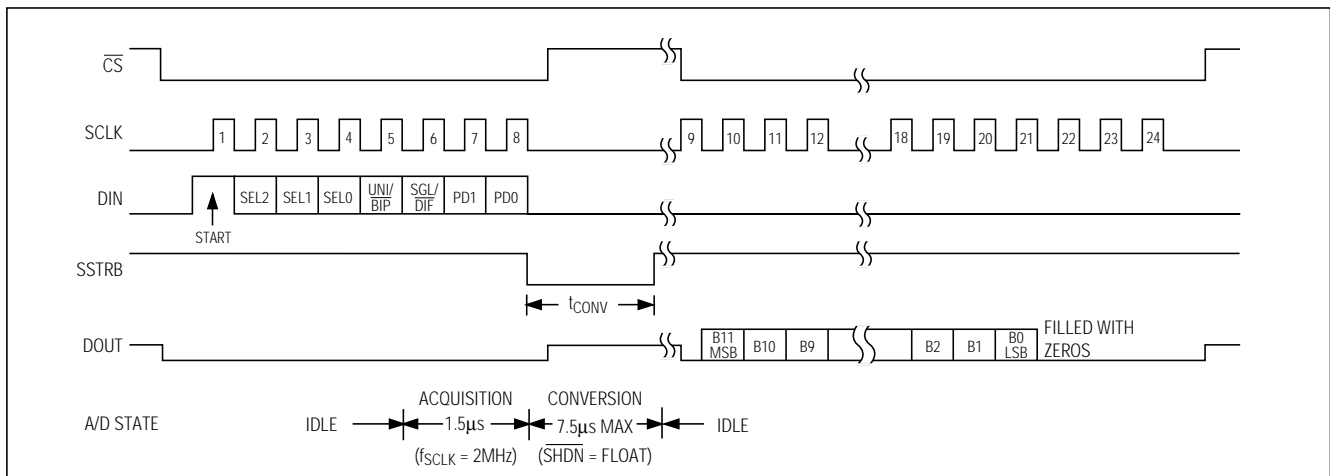 CS
SCLK 1 2 3 4 5 6 7 8 9 10 11 12 18 19 20 21 22 23 24
DIN SEL2 SEL1 SEL0 UNI/ BIP SGL/ DIF PD1 PD0
START
SSTRB
tCONV
DOUT B11 MSB B10 B9 B2 B1 B0 LSB FILLED WITH ZEROS
A/D STATE IDLE ACQUISITION CONVERSION IDLE
1.5µs 7.5µs MAX
(fSCLK = 2MHz) (SHDN = FLOAT)